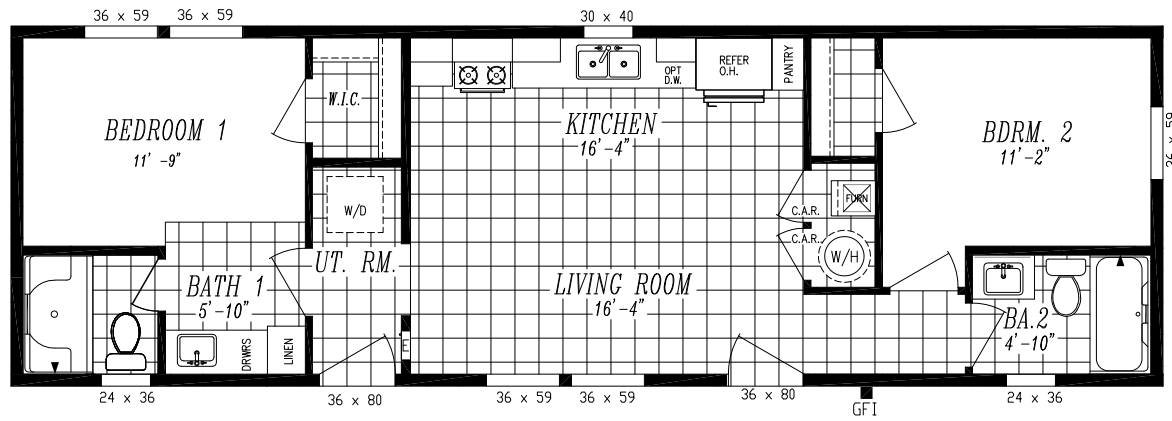 36 x 59 36 x 59 30 x 40
REFER
O.H.
OPT
D.W.
PANTRY
W.I.C.
BEDROOM 1
11' -9"
KITCHEN
16'-4"
BDRM. 2
11'-2"
36 x 59
W/D
C.A.R.
FURN
C.A.R.
W/H
UT. RM.
BATH 1
5'-10"
LIVING ROOM
16'-4"
BA.2
4'-10"
DRWRS
LINEN
E
24 x 36
36 x 80
36 x 59 36 x 59
36 x 80
GFI
24 x 36